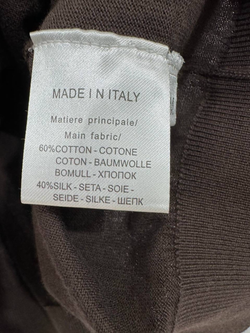 MADE IN ITALY
Matiere principale/
Main fabric/
60%COTTON - COTONE
COTON - BAUMWOLLE
BOMULL - ХЛОПОК
40%SILK - SETA - SOIE -
SEIDE - SILKE - ШЕПК